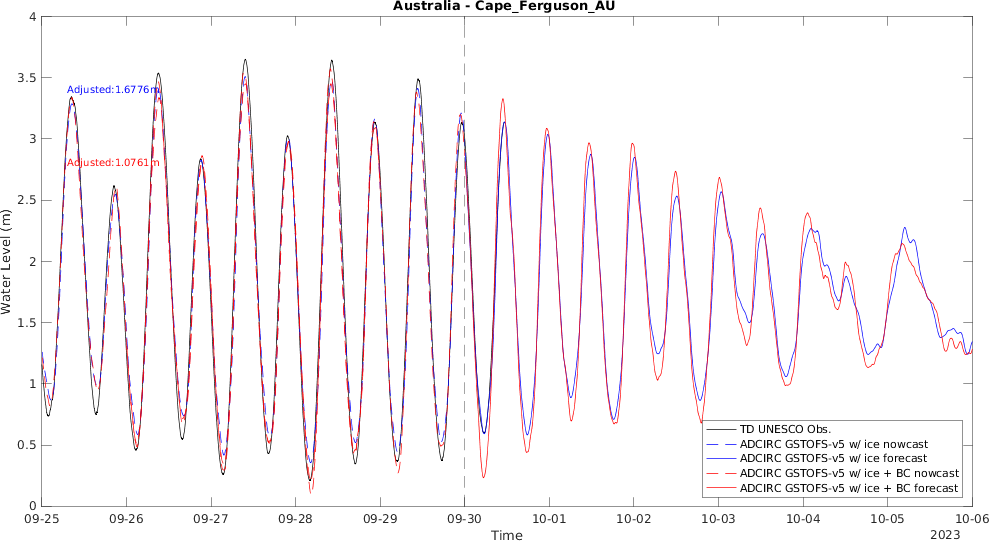 Australia - Cape_Ferguson_AU
Water Level (m)
4
3.5
3
2.5
2
1.5
1
0.5
0
Adjusted:1.6776m
Adjusted:1.0761m
TD UNESCO Obs.
ADCIRC GSTOFS-v5 w/ ice nowcast
ADCIRC GSTOFS-v5 w/ ice forecast
ADCIRC GSTOFS-v5 w/ ice + BC nowcast
ADCIRC GSTOFS-v5 w/ ice + BC forecast
09-25 09-26 09-27 09-28 09-29 09-30 10-01 10-02 10-03 10-04 10-05 10-06
Time
2023